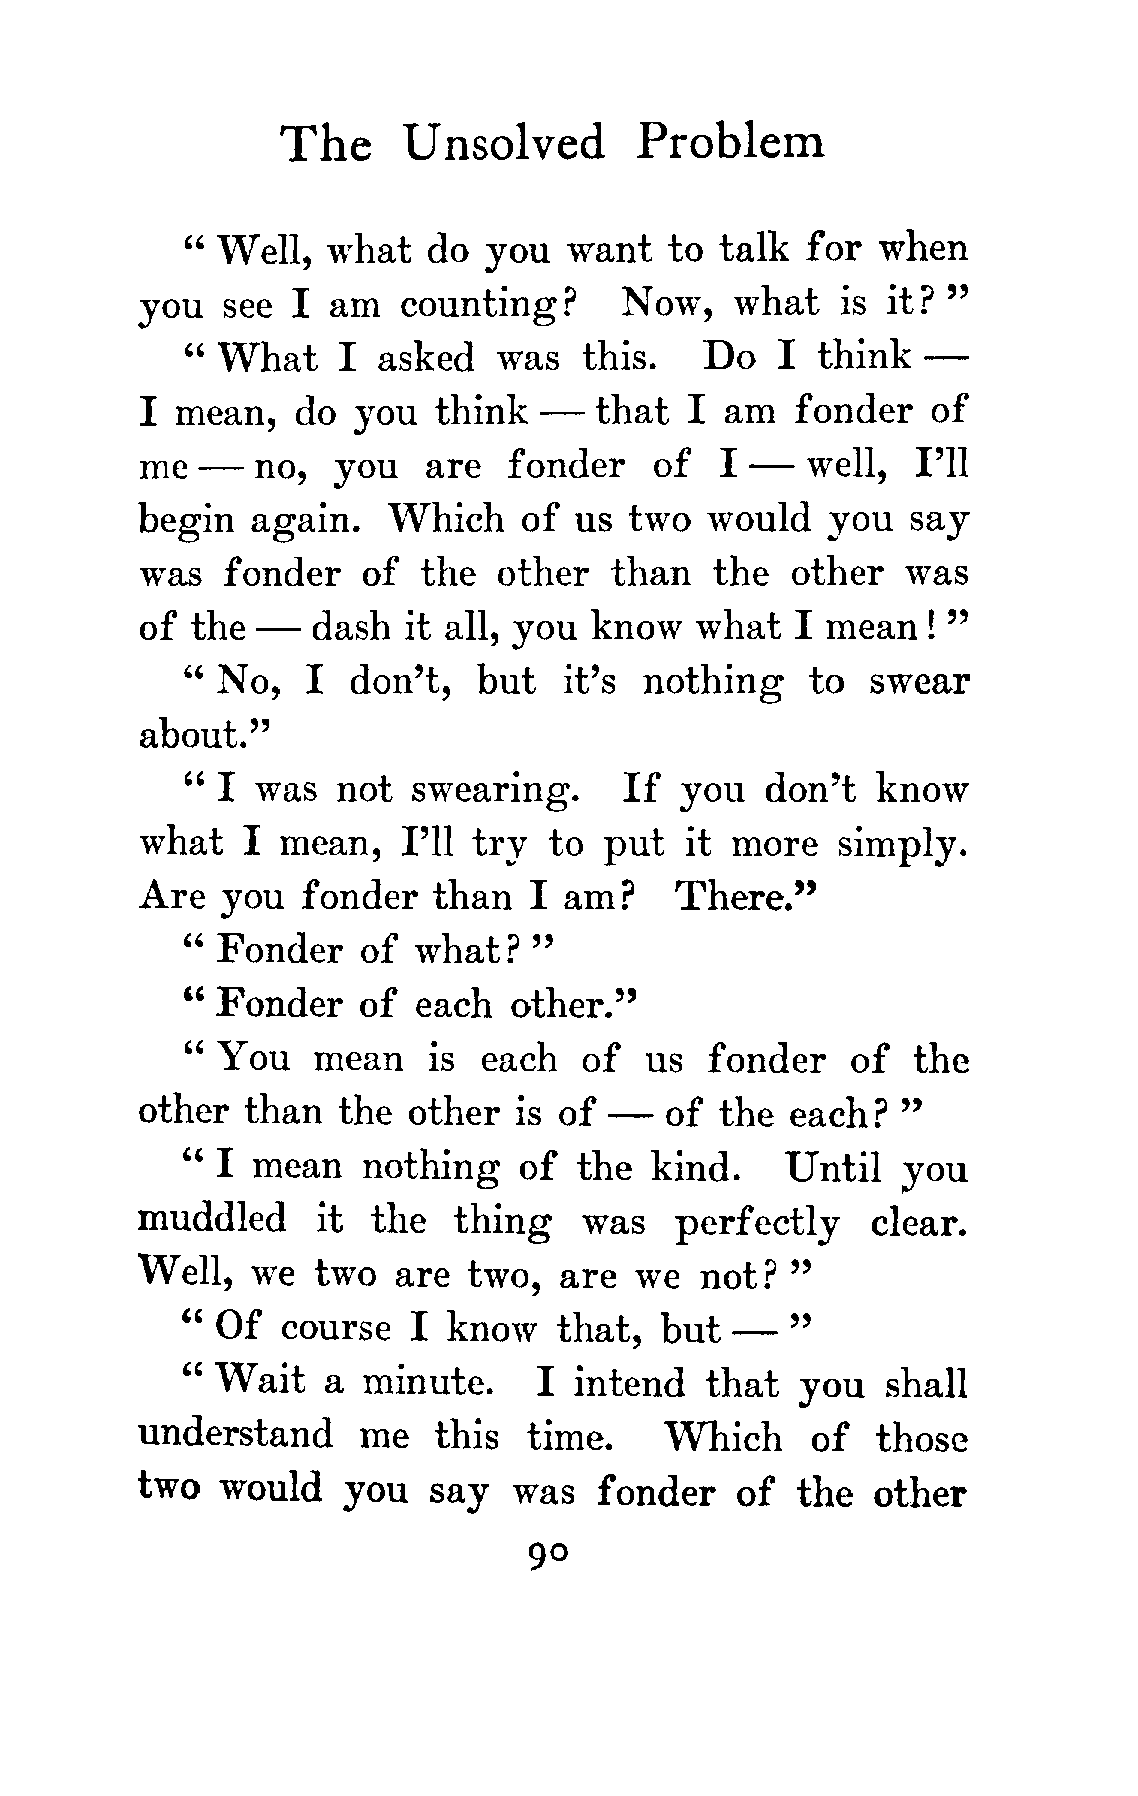 The Unsolved Problem
“ Well, what do you want to talk for when
you see I am counting? Now, what is it? ”
“ What I asked was this. Do I think —
I mean, do you think — that I am fonder of
me — no, you are fonder of I — well, I’ll
begin again. Which of us two would you say
was fonder of the other than the other was
of the — dash it all, you know what I mean ! ”
“ No, I don’t, but it’s nothing to swear
about.”
“ I was not swearing. If you don’t know
what I mean, I’ll try to put it more simply.
Are you fonder than I am? There.”
“ Fonder of what? ”
“ Fonder of each other.”
“ You mean is each of us fonder of the
other than the other is of — of the each? ”
“ I mean nothing of the kind. Until you
muddled it the thing was perfectly clear.
Well, we two are two, are we not? ”
“ Of course I know that, but — ”
“ Wait a minute. I intend that you shall
understand me this time. Which of those
two would you say was fonder of the other
90